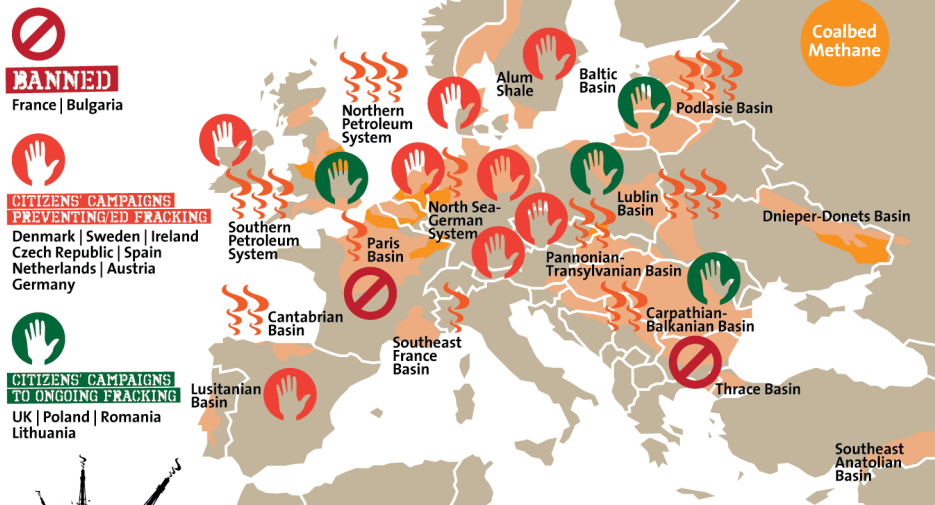 BANNED
France | Bulgaria
CITIZENS' CAMPAIGNS
PREVENTING/ED FRACKING
Denmark | Sweden | Ireland
Czech Republic | Spain
Netherlands | Austria
Germany
CITIZENS' CAMPAIGNS
TO ONGOING FRACKING
UK | Poland | Romania
Lithuania
Coalbed
Methane
Alum
Shale
Baltic
Basin
Podlasie Basin
Northern
Petroleum
System
Lublin
Basin
Dnieper-Donets Basin
North Sea-
German
System
Southern
Petroleum
System
Paris
Basin
Pannonian-
Transylvanian Basin
Cantabrian
Basin
Carpathian-
Balkanian Basin
Southeast
France
Basin
Lusitanian
Basin
Thrace Basin
Southeast
Anatolian
Basin